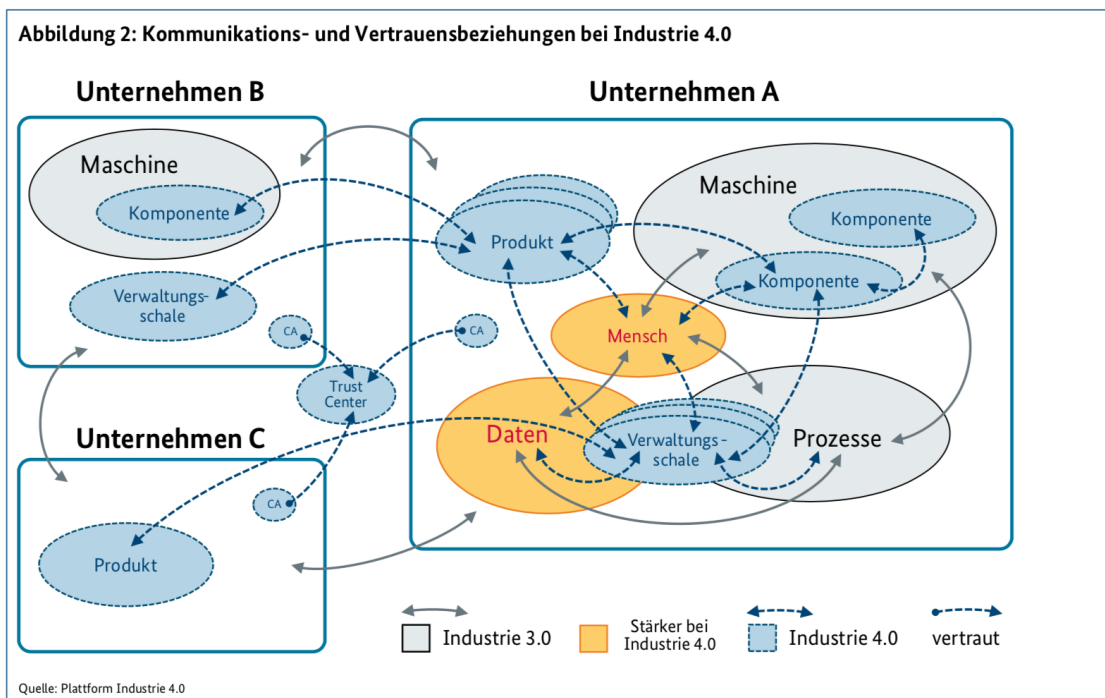 Abbildung 2: Kommunikations- und Vertrauensbeziehungen bei Industrie 4.0
Unternehmen B
Maschine
Komponente
Verwaltungs-
schale
CA
Trust
Center
CA
Unternehmen C
CA
Produkt
Unternehmen A
Produkt
Maschine
Komponente
Komponente
Mensch
Daten
Verwaltungs-
schale
Prozesse
Industrie 3.0
Stärker bei
Industrie 4.0
Industrie 4.0
vertraut
Quelle: Plattform Industrie 4.0